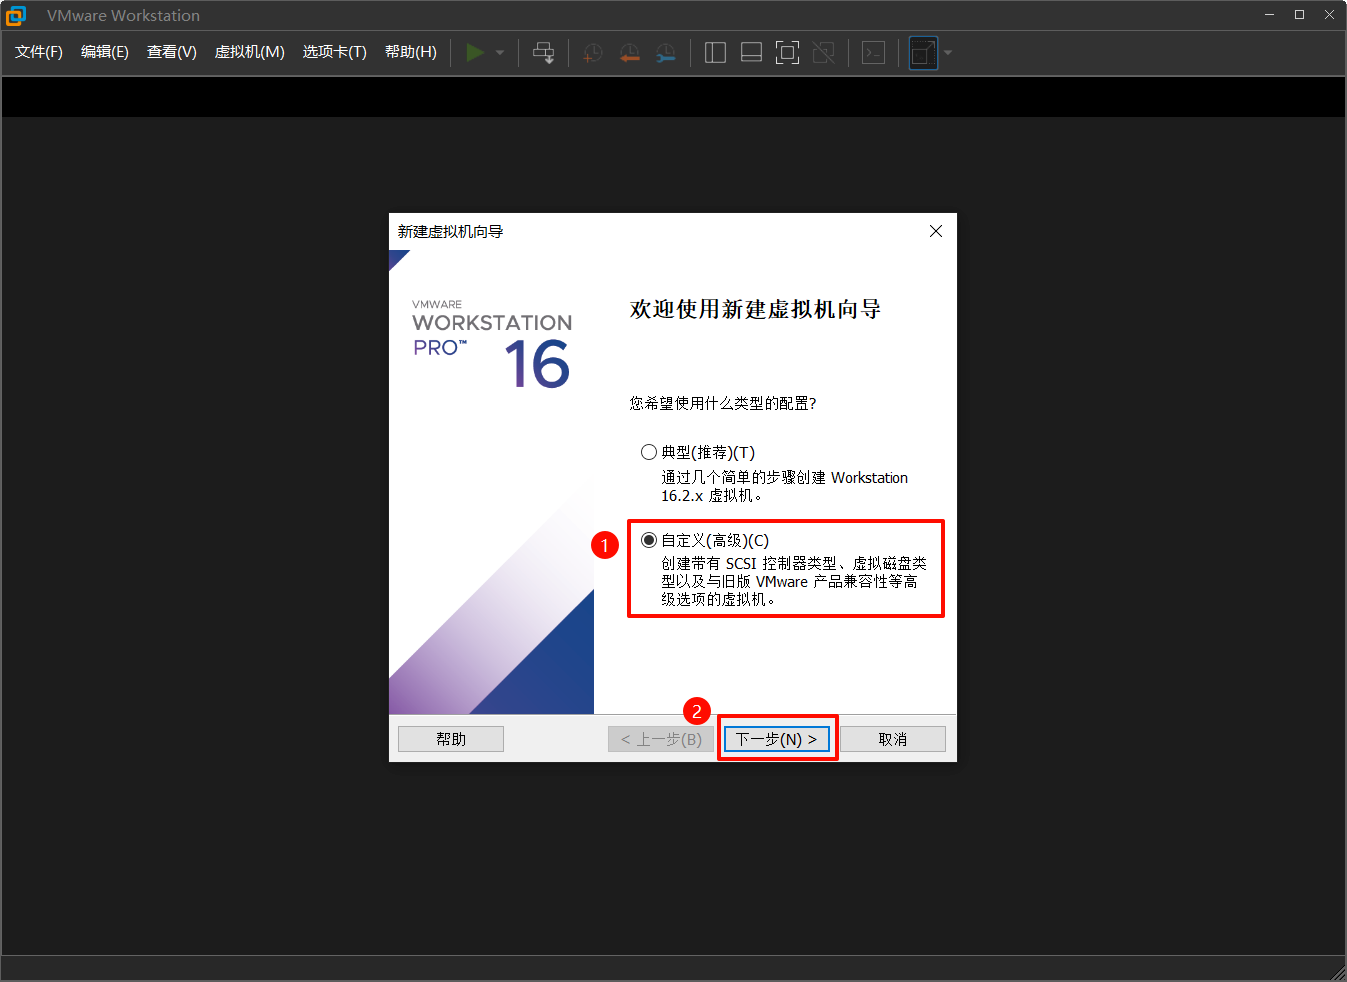 VMware Workstation
文件(F) 编辑(E) 查看(V) 虚拟机(M) 选项卡(T) 帮助(H)
新建虚拟机向导
VMWARE
WORKSTATION
PRO™ 16
欢迎使用新建虚拟机向导
您希望使用什么类型的配置?
典型(推荐)(T)
通过几个简单的步骤创建 Workstation
16.2.x 虚拟机。
1
自定义(高级)(C)
创建带有 SCSI 控制器类型、虚拟磁盘类
型以及与旧版 VMware 产品兼容性等高
级选项的虚拟机。
2
帮助 < 上一步(B) 下一步(N) > 取消